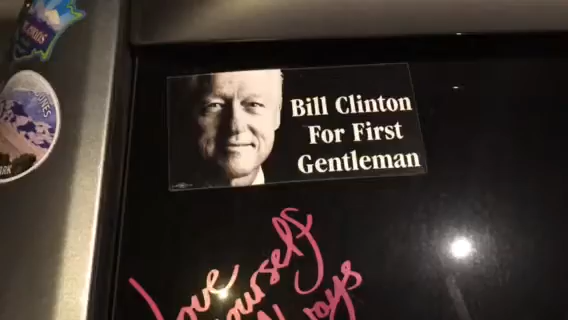 Bill Clinton
For First
Gentleman
Love
yourself
Always